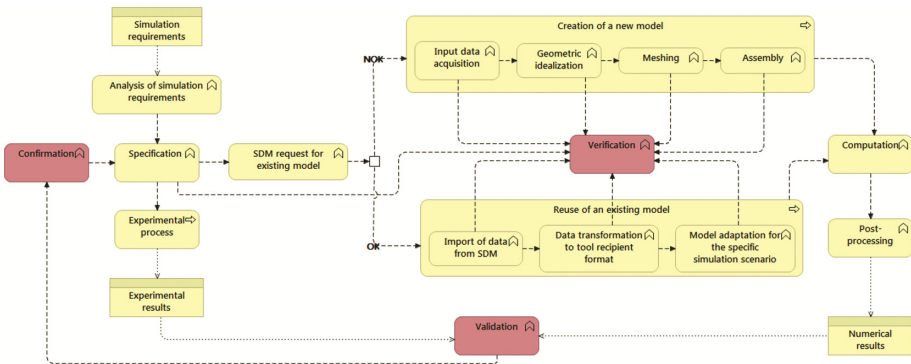 Simulation
requirements
Analysis of simulation
requirements
Confirmation
Specification
SDM request for
existing model
NOK
OK
Creation of a new model
Input data
acquisition
Geometric
idealization
Meshing
Assembly
Verification
Computation
Experimental
process
Reuse of an existing model
Import of data
from SDM
Data transformation
to tool recipient
format
Model adaptation for
the specific
simulation scenario
Post-
processing
Experimental
results
Validation
Numerical
results